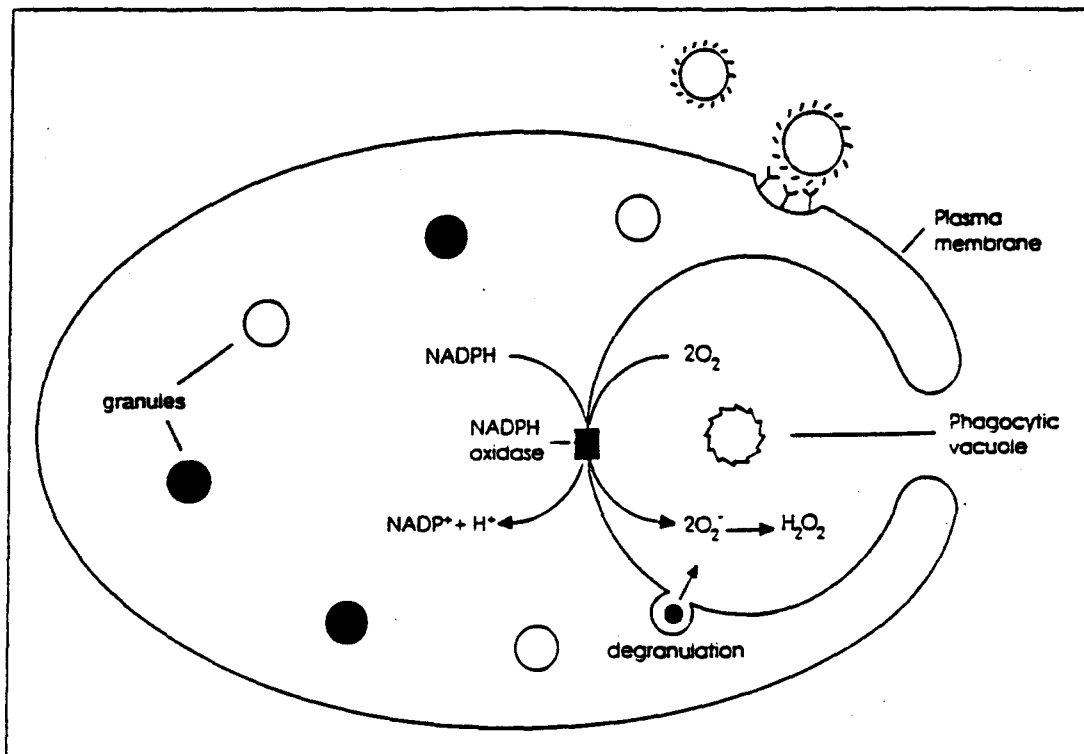 Plasma
membrane
NADPH
2O₂
granules
NADPH
oxidase
Phagocytic
vacuole
NADP⁺ + H⁺
2O₂⁻
H₂O₂
degranulation